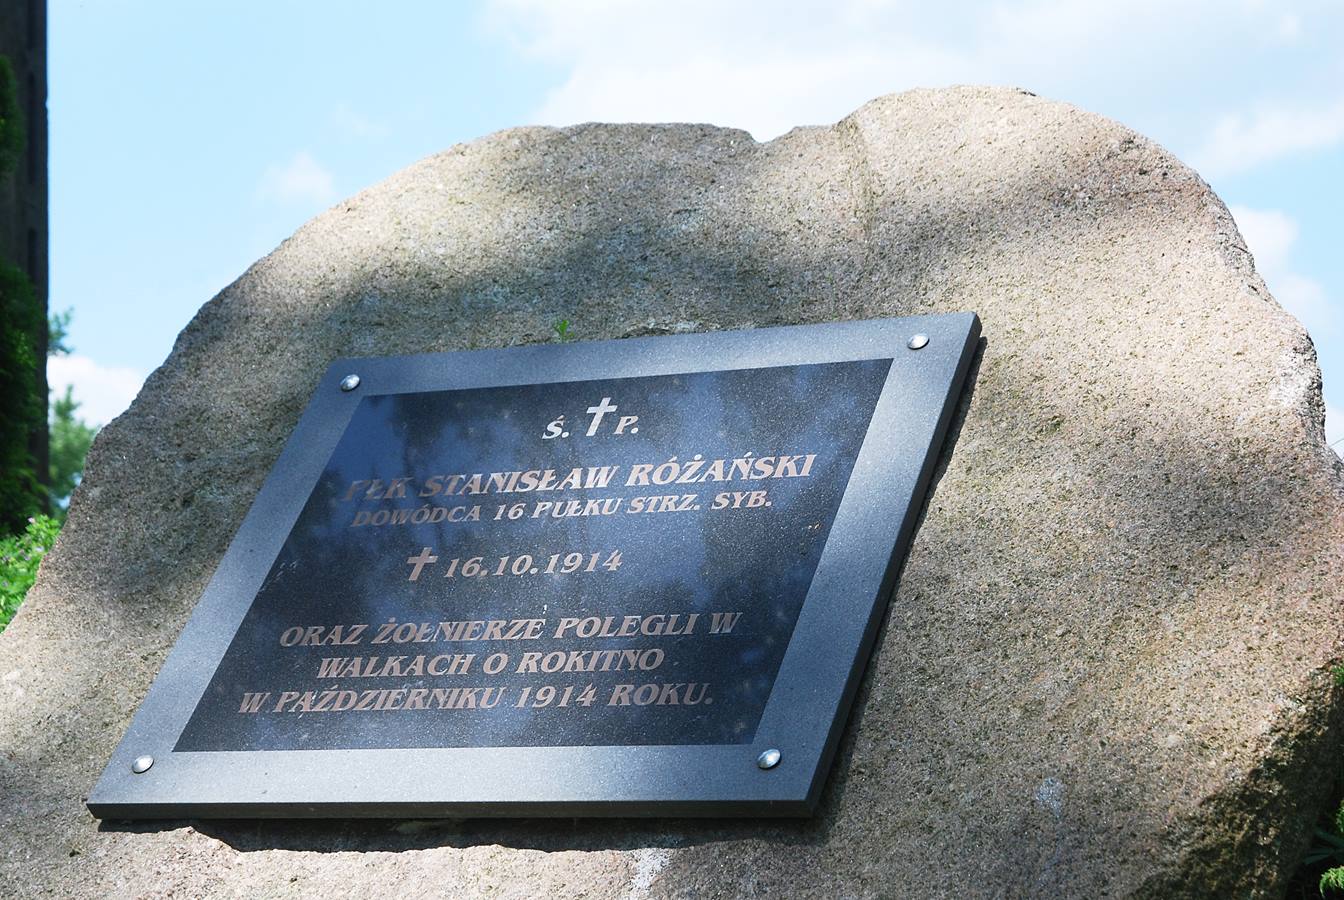 Ś. ✝ P.
PŁK STANISŁAW RÓŻAŃSKI
DOWÓDCA 16 PUŁKU STRZ. SYB.
✝ 16.10.1914
ORAZ ŻOŁNIERZE POLEGLI W
WALKACH O ROKITNO
W PAŹDZIERNIKU 1914 ROKU.